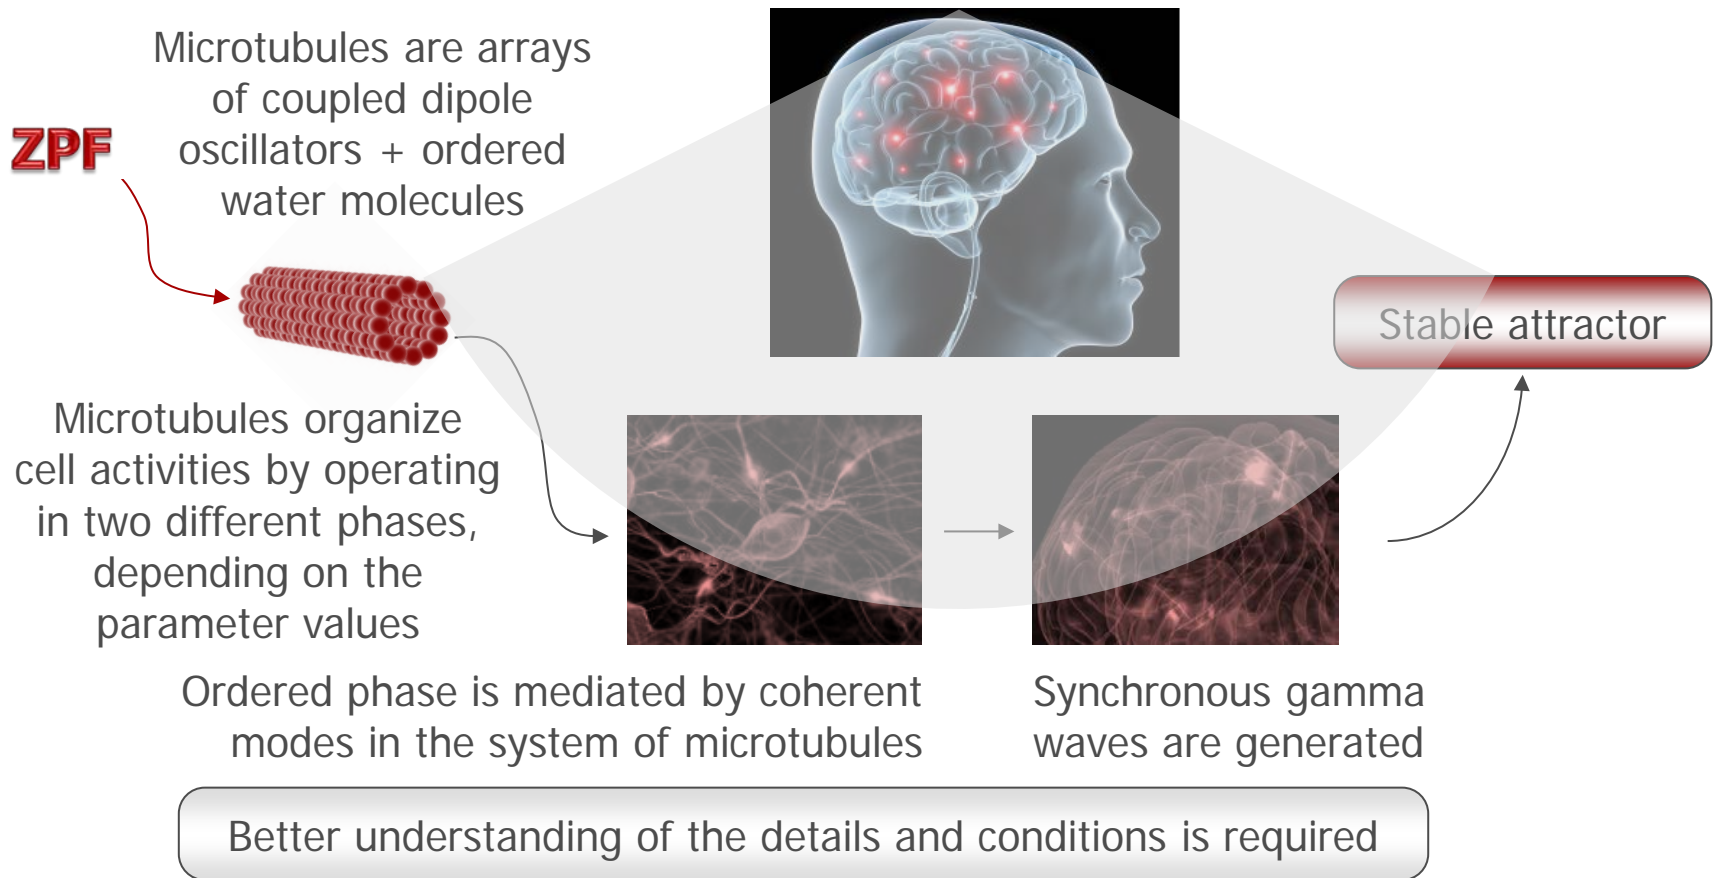 Microtubules are arrays
of coupled dipole
oscillators + ordered
water molecules
ZPF
Stable attractor
Microtubules organize
cell activities by operating
in two different phases,
depending on the
parameter values
Ordered phase is mediated by coherent
modes in the system of microtubules
Synchronous gamma
waves are generated
Better understanding of the details and conditions is required